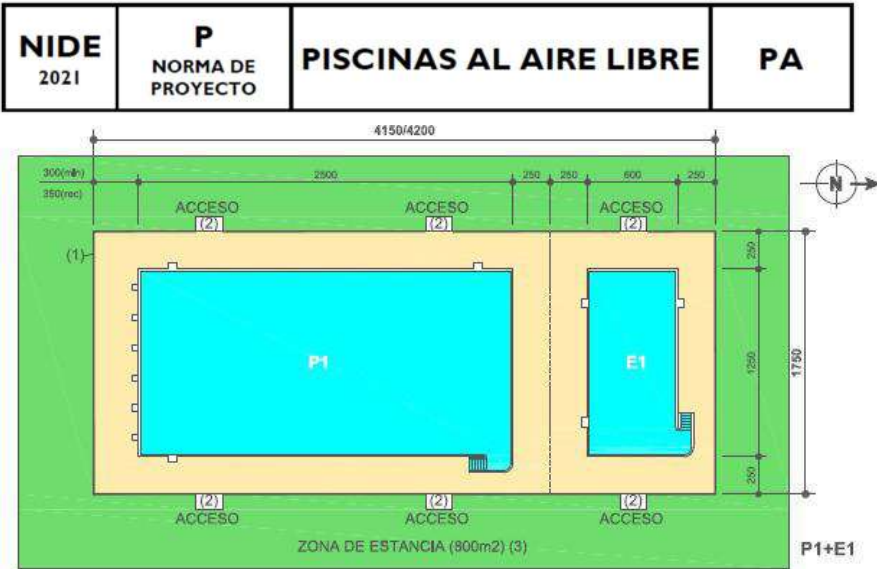 NIDE
2021
P
NORMA DE
PROYECTO
PISCINAS AL AIRE LIBRE
PA
4150/4200
300(mín)
350(rec)
2500
250
250
600
250
N
ACCESO
ACCESO
ACCESO
(2)
(2)
(2)
(1)
250
P1
E1
1250
1750
250
(2)
(2)
(2)
ACCESO
ACCESO
ACCESO
ZONA DE ESTANCIA (800m2) (3)
P1+E1